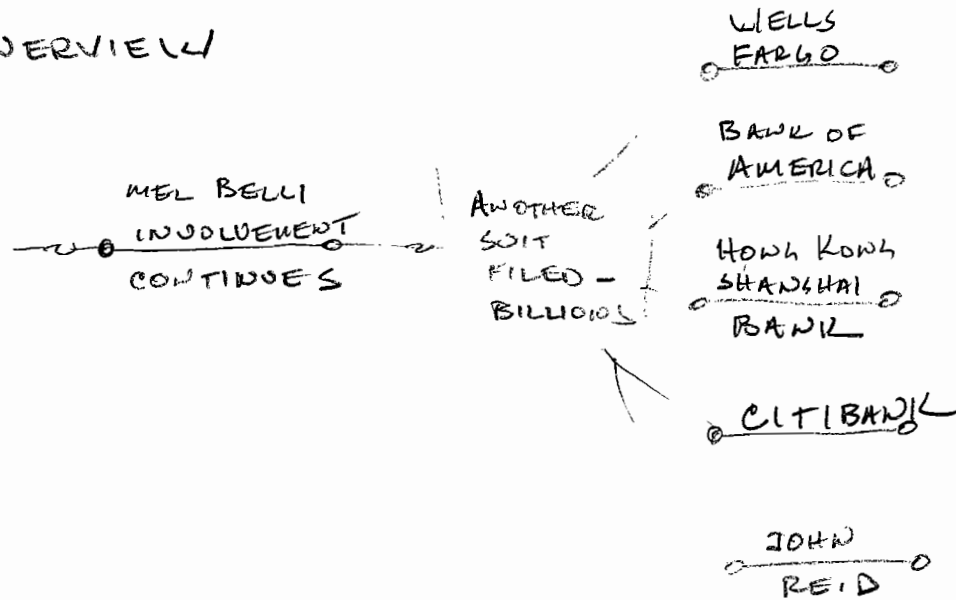 VERVIEW
MEL BELLI
INVOLVEMENT
CONTINUES
ANOTHER
SUIT
FILED -
BILLIONS
WELLS
FARGO
BANK OF
AMERICA
HONG KONG
SHANGHAI
BANK
CITIBANK
JOHN
REID